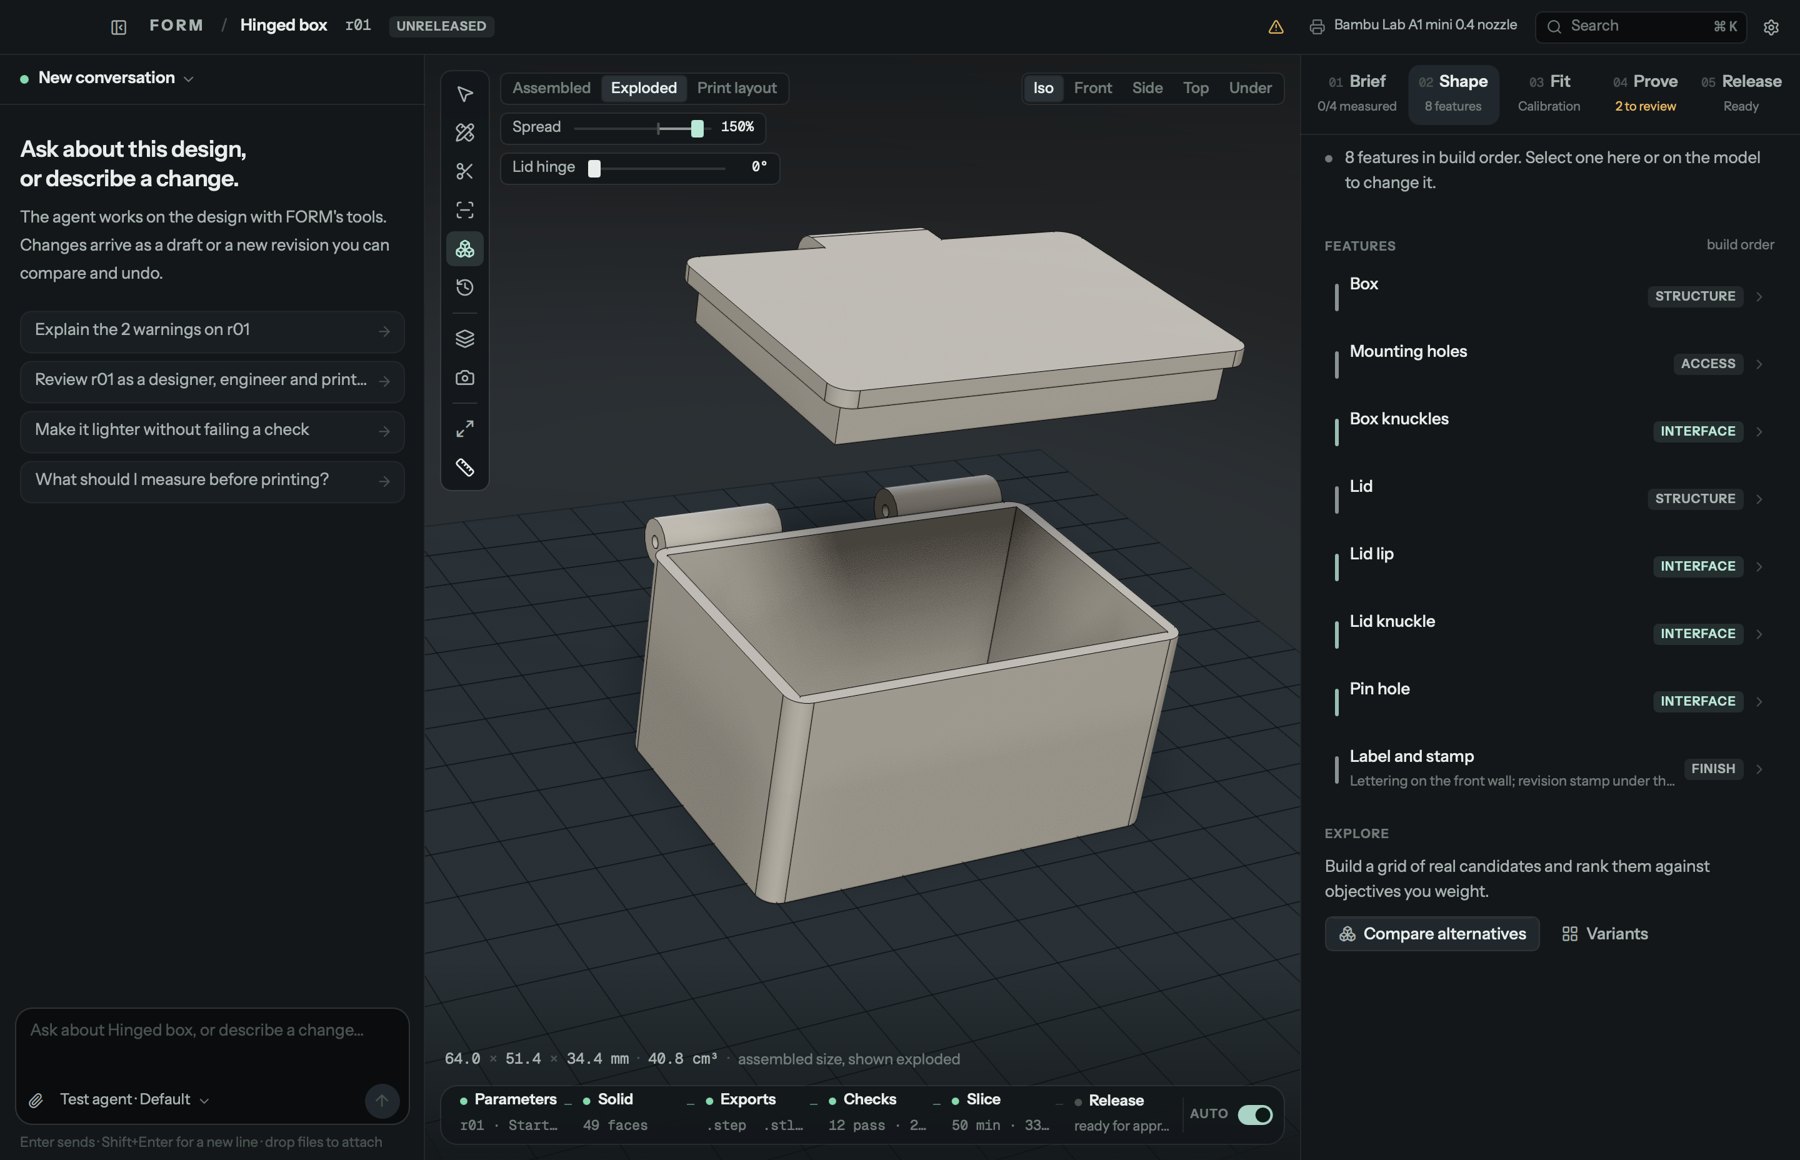 FORM / Hinged box r01 UNRELEASED
Bambu Lab A1 mini 0.4 nozzle
Search ⌘ K
New conversation
Ask about this design,
or describe a change.
The agent works on the design with FORM's tools.
Changes arrive as a draft or a new revision you can
compare and undo.
Explain the 2 warnings on r01
Review r01 as a designer, engineer and print...
Make it lighter without failing a check
What should I measure before printing?
Ask about Hinged box, or describe a change...
Test agent · Default
Enter sends · Shift+Enter for a new line · drop files to attach
Assembled Exploded Print layout
Spread 150%
Lid hinge 0°
Iso Front Side Top Under
64.0 × 51.4 × 34.4 mm · 40.8 cm³ · assembled size, shown exploded
Parameters Solid Exports Checks Slice Release
r01 · Start… 49 faces .step .stl… 12 pass · 2… 50 min · 33… ready for appr…
AUTO
01 Brief 02 Shape 03 Fit 04 Prove 05 Release
0/4 measured 8 features Calibration 2 to review Ready
8 features in build order. Select one here or on the model
to change it.
FEATURES build order
Box STRUCTURE
Mounting holes ACCESS
Box knuckles INTERFACE
Lid STRUCTURE
Lid lip INTERFACE
Lid knuckle INTERFACE
Pin hole INTERFACE
Label and stamp FINISH
Lettering on the front wall; revision stamp under th...
EXPLORE
Build a grid of real candidates and rank them against
objectives you weight.
Compare alternatives Variants